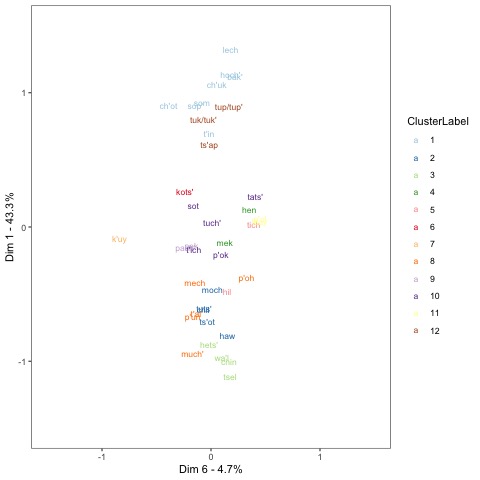 lech
hoch'
ch'uk
ch'ot
som
sop'
tup/tup'
tuk/tuk'
t'in
ts'ap
kots'
tats'
sot
hen
tuch'
tich
k'uy
mek
p'ok
p'oh
mech
moch
hil
ts'ot
haw
hets'
much'
tsel
1
0
-1
-1
0
1
Dim 1 - 43.3%
Dim 6 - 4.7%
ClusterLabel
a 1
a 2
a 3
a 4
a 5
a 6
a 7
a 8
a 9
a 10
a 11
a 12